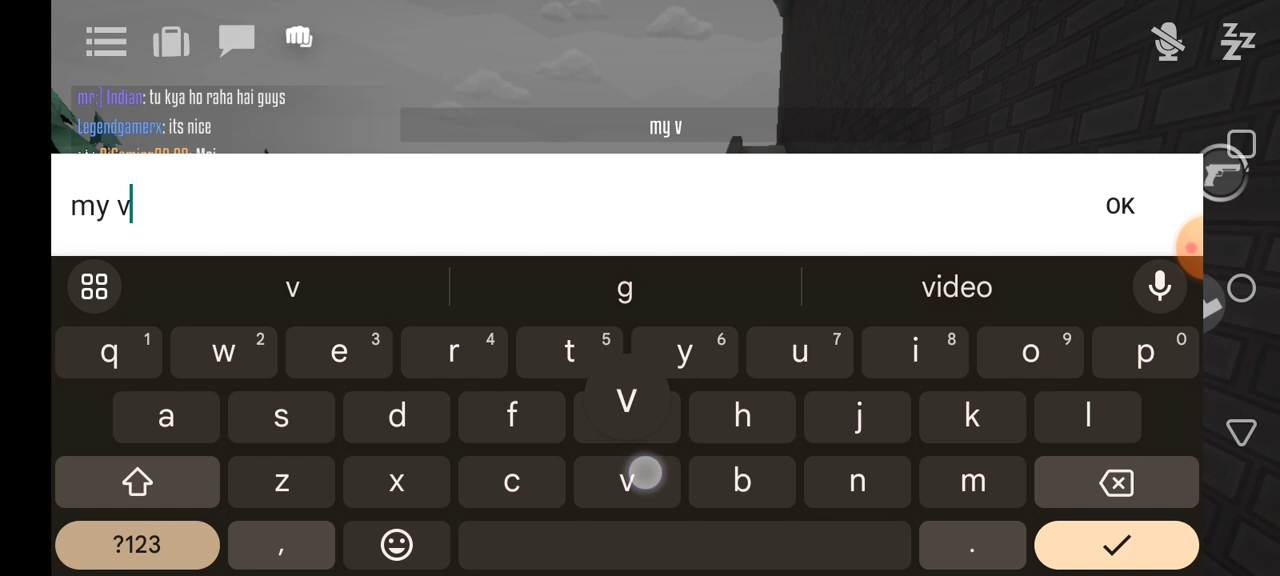 mr:] Indian: tu kya ho raha hai guys
Legendgamerx: its nice
my v
my v
OK
v g video
q 1 w 2 e 3 r 4 t 5 y 6 u 7 i 8 o 9 p 0
v
a s d f h j k l
z x c v b n m
?123 , .